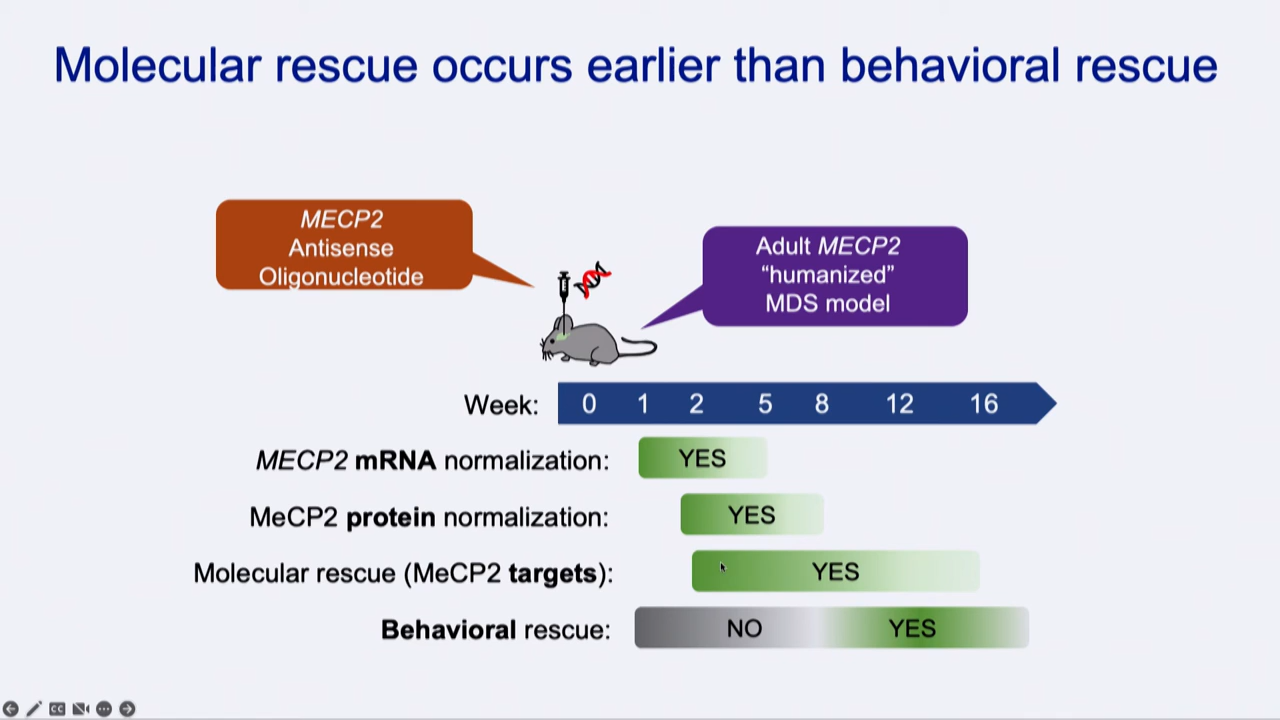 Molecular rescue occurs earlier than behavioral rescue
MECP2
Antisense
Oligonucleotide
Adult MECP2
“humanized”
MDS model
Week: 0 1 2 5 8 12 16
MECP2 mRNA normalization: YES
MeCP2 protein normalization: YES
Molecular rescue (MeCP2 targets): YES
Behavioral rescue: NO YES
CC